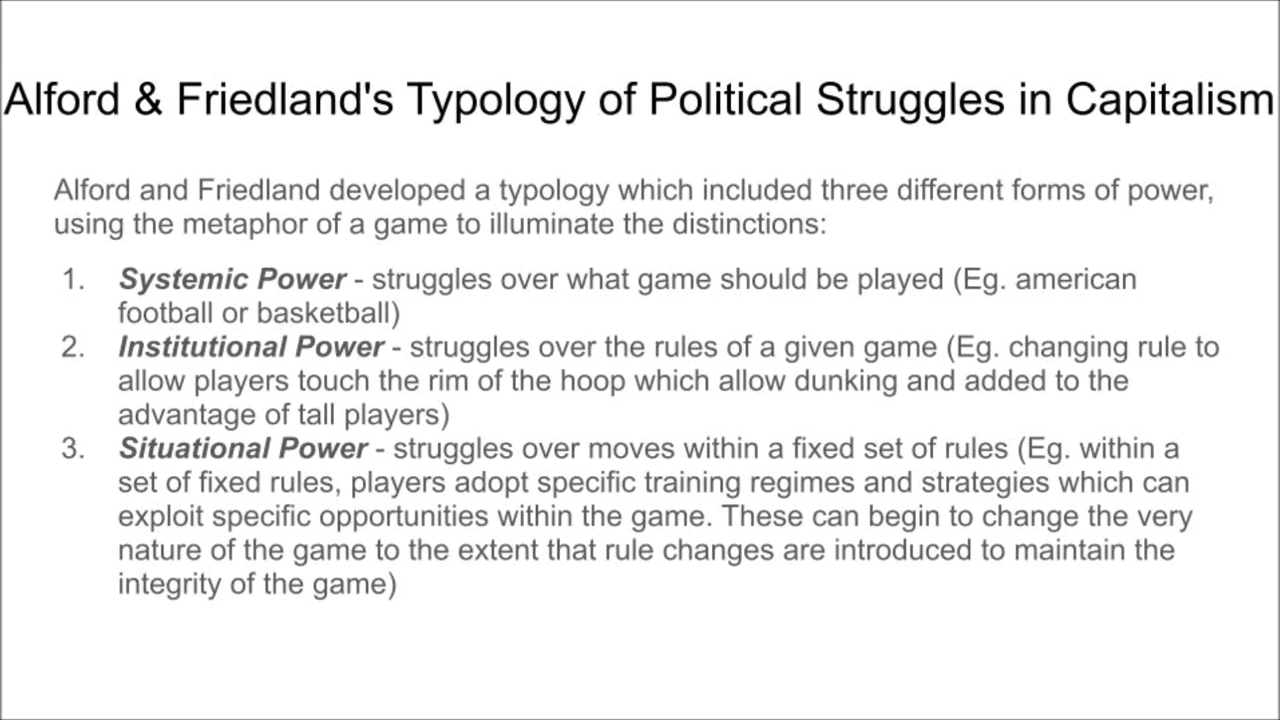 Alford & Friedland's Typology of Political Struggles in Capitalism
Alford and Friedland developed a typology which included three different forms of power,
using the metaphor of a game to illuminate the distinctions:
1. Systemic Power - struggles over what game should be played (Eg. american
football or basketball)
2. Institutional Power - struggles over the rules of a given game (Eg. changing rule to
allow players touch the rim of the hoop which allow dunking and added to the
advantage of tall players)
3. Situational Power - struggles over moves within a fixed set of rules (Eg. within a
set of fixed rules, players adopt specific training regimes and strategies which can
exploit specific opportunities within the game. These can begin to change the very
nature of the game to the extent that rule changes are introduced to maintain the
integrity of the game)